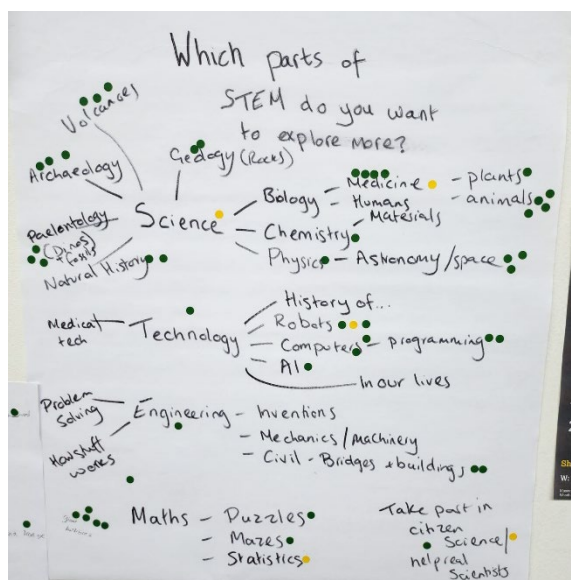 Which parts of
STEM do you want
to explore more?
Volcanoes
Archaeology
Geology (Rocks)
Paelontology
(Dinos
+ fossils
Natural History
Science
Biology
Medicine
Humans
plants
animals
Chemistry
Materials
Physics - Astronomy/space
Medical
tech
Technology
History of...
Robots
Computers - programming
AI
In our lives
Problem
Solving
How stuff
works
Engineering - Inventions
- Mechanics/Machinery
- Civil - Bridges + buildings
Maths - Puzzles
- Mazes
- Statistics
Take part in
citizen
Science/
help real
Scientists